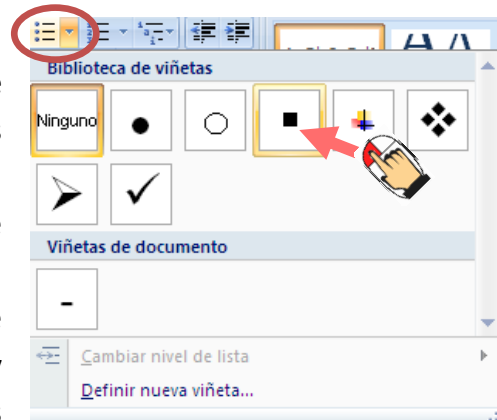 Biblioteca de viñetas
Ninguno
Viñetas de documento
Cambiar nivel de lista
Definir nueva viñeta...